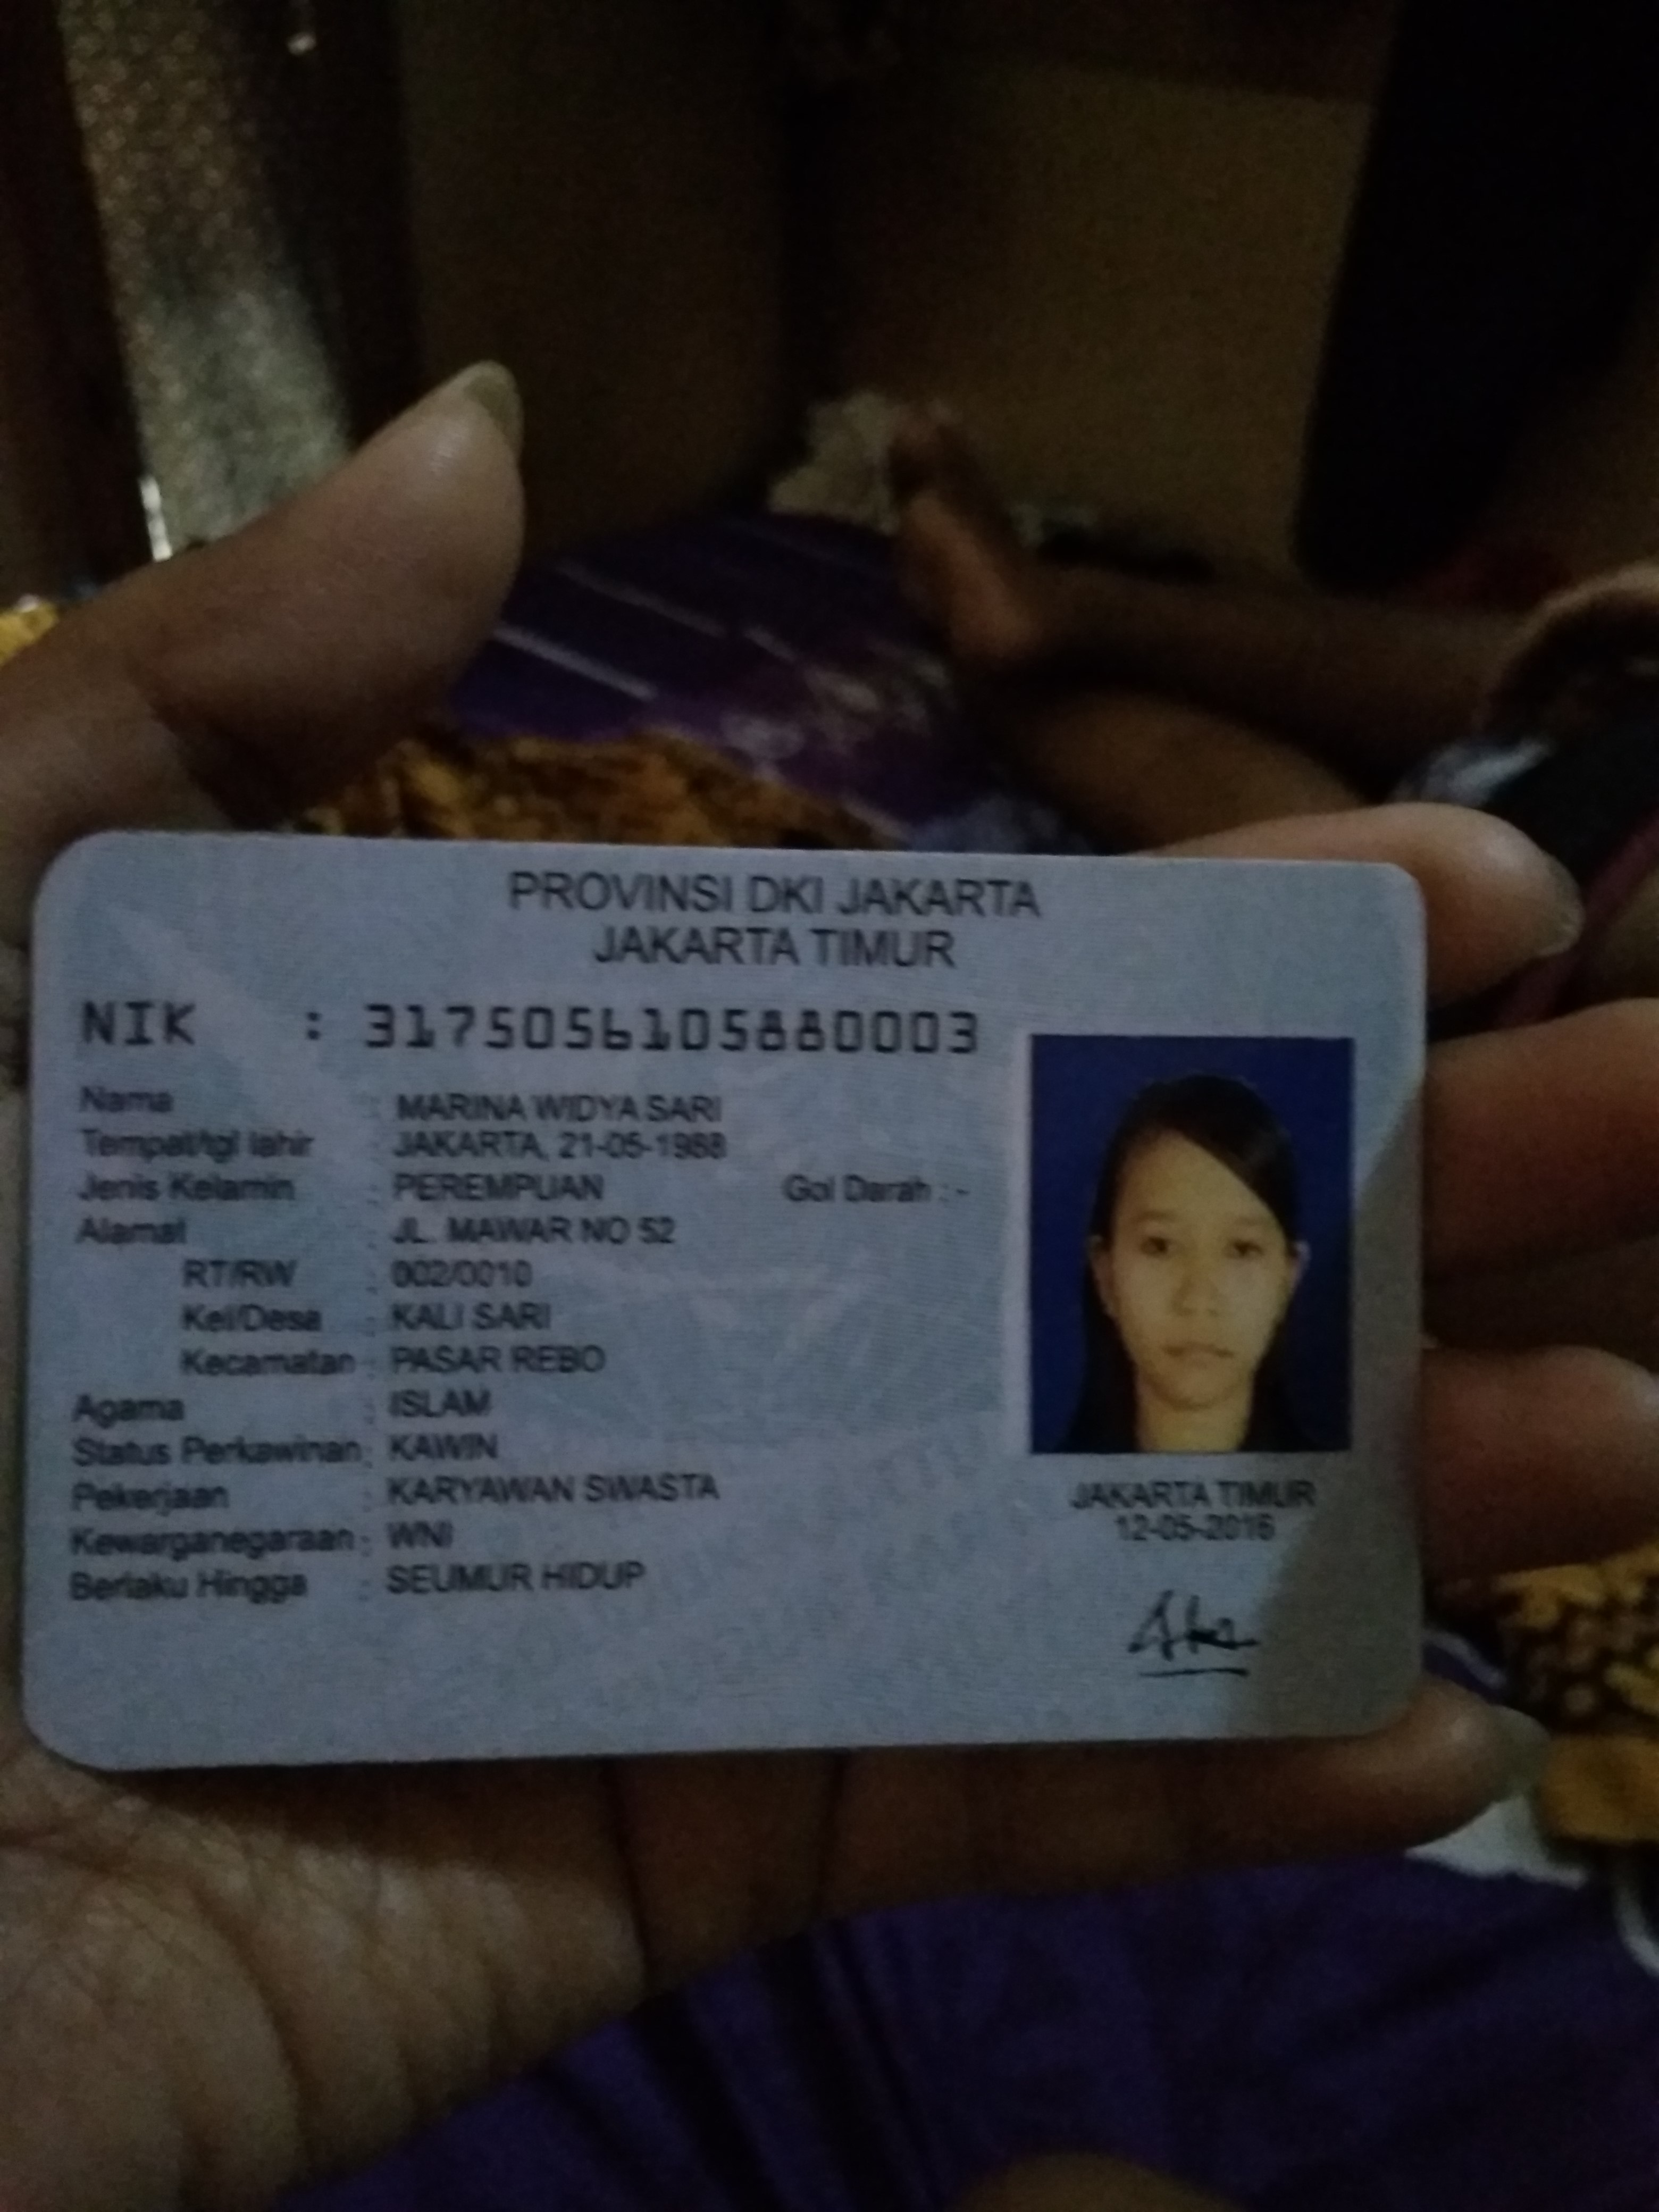 PROVINSI DKI JAKARTA
JAKARTA TIMUR
NIK : 3175056105880003
Nama : MARINA WIDYA SARI
Tempat/tgl lahir : JAKARTA, 21-05-1988
Jenis Kelamin : PEREMPUAN Gol Darah : -
Alamat : JL. MAWAR NO 52
RT/RW : 002/0010
Kel/Desa : KALI SARI
Kecamatan : PASAR REBO
Agama : ISLAM
Status Perkawinan : KAWIN
Pekerjaan : KARYAWAN SWASTA
Kewarganegaraan : WNI
Berlaku Hingga : SEUMUR HIDUP
JAKARTA TIMUR
12-05-2016